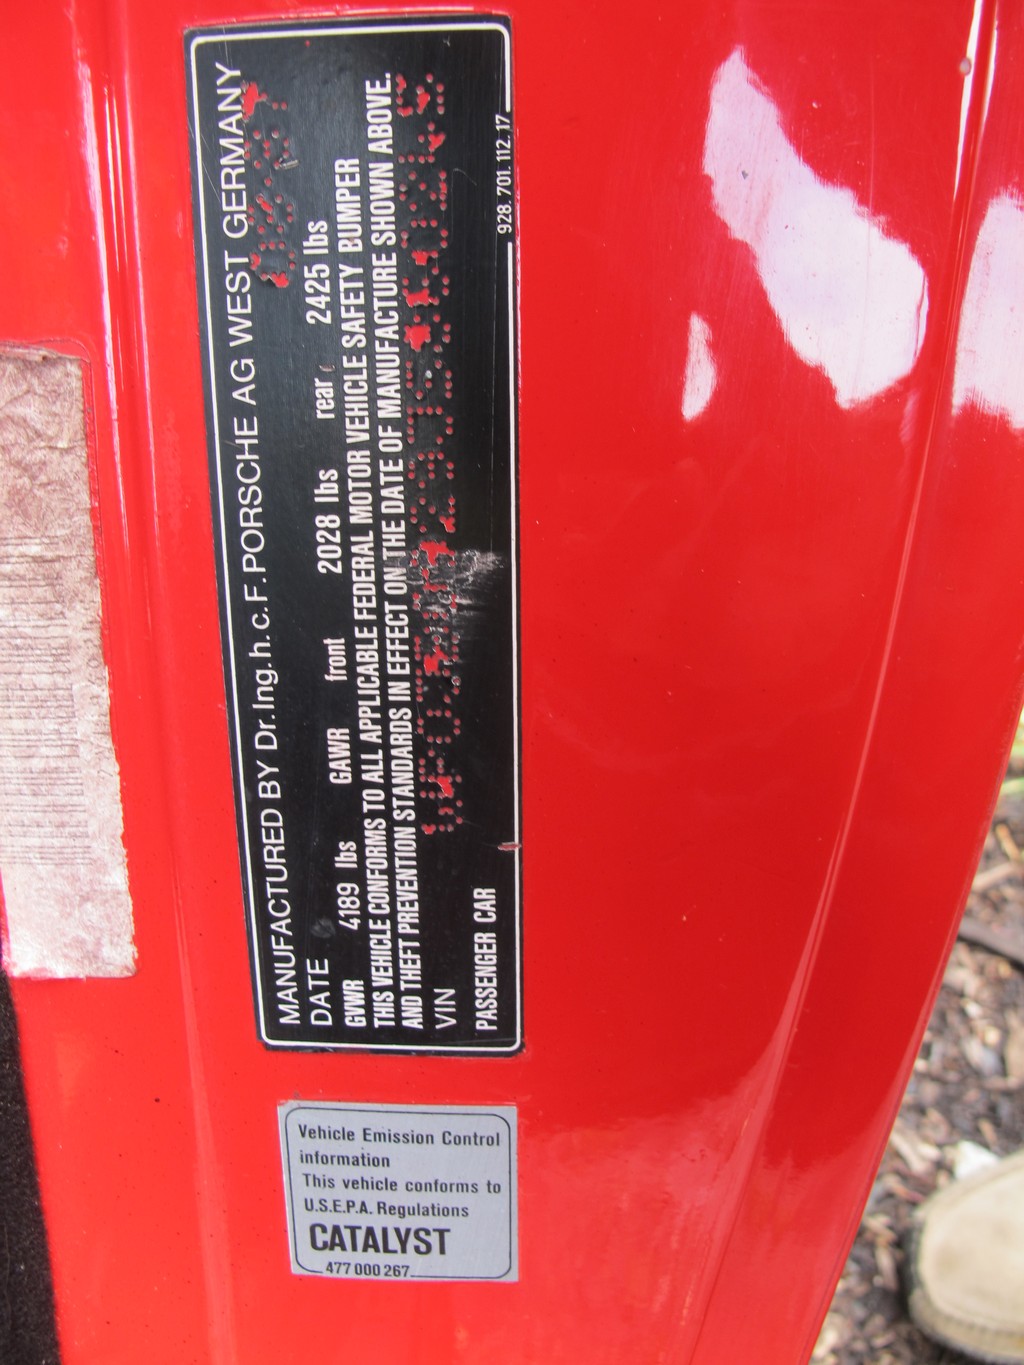 MANUFACTURED BY Dr.Ing.h.c.F.PORSCHE AG WEST GERMANY
DATE
GVWR 4189 lbs GAWR front 2028 lbs rear 2425 lbs
THIS VEHICLE CONFORMS TO ALL APPLICABLE FEDERAL MOTOR VEHICLE SAFETY BUMPER
AND THEFT PREVENTION STANDARDS IN EFFECT ON THE DATE OF MANUFACTURE SHOWN ABOVE.
VIN
PASSENGER CAR
928.701.112.17
Vehicle Emission Control
information
This vehicle conforms to
U.S.E.P.A. Regulations
CATALYST
477 000 267